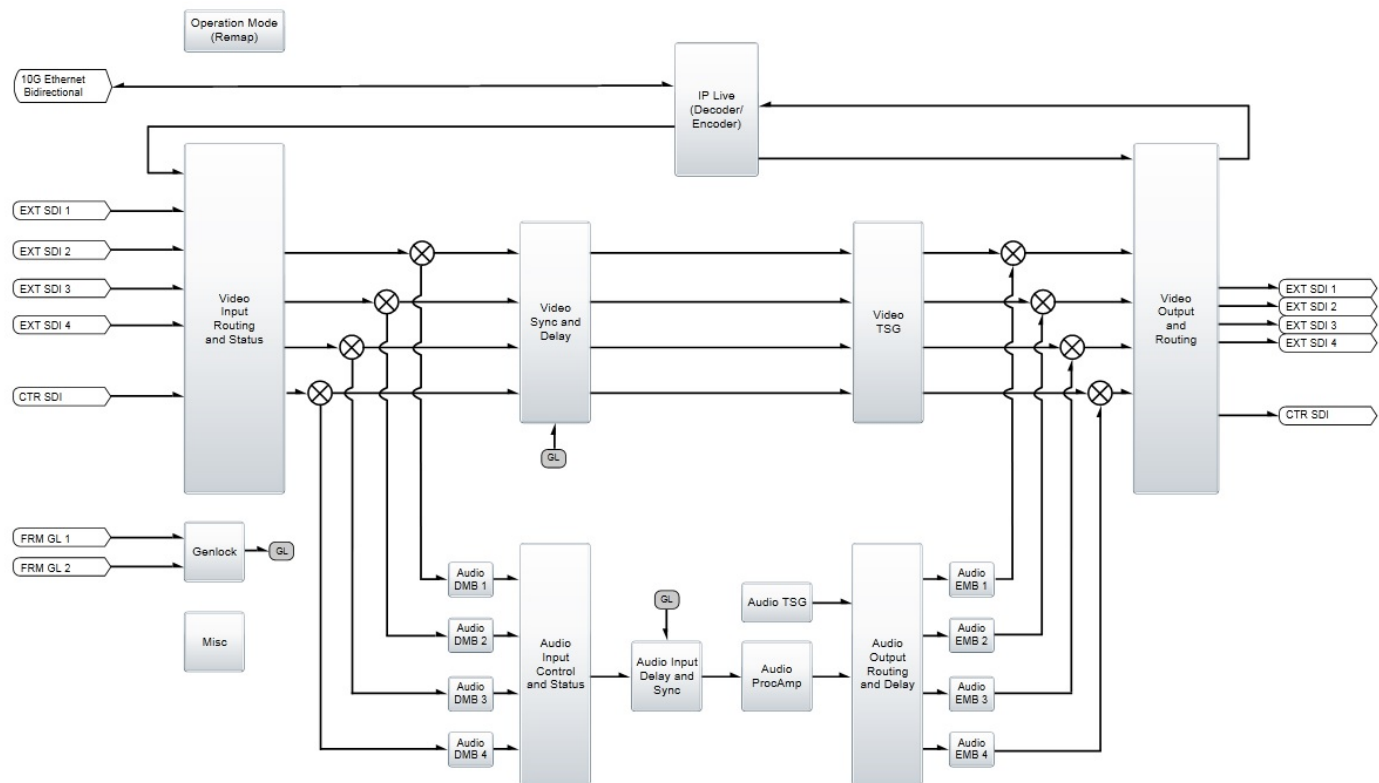 Operation Mode
(Remap)
10G Ethernet
Bidirectional
IP Live
(Decoder/
Encoder)
EXT SDI 1
EXT SDI 2
EXT SDI 3
EXT SDI 4
CTR SDI
Video
Input
Routing
and Status
Video
Sync and
Delay
GL
Video
TSG
Video
Output
and
Routing
EXT SDI 1
EXT SDI 2
EXT SDI 3
EXT SDI 4
CTR SDI
FRM GL 1
FRM GL 2
Genlock
GL
Misc
Audio
DMB 1
Audio
DMB 2
Audio
DMB 3
Audio
DMB 4
Audio
Input
Control
and Status
GL
Audio Input
Delay and
Sync
Audio TSG
Audio
ProcAmp
Audio
Output
Routing
and Delay
Audio
EMB 1
Audio
EMB 2
Audio
EMB 3
Audio
EMB 4